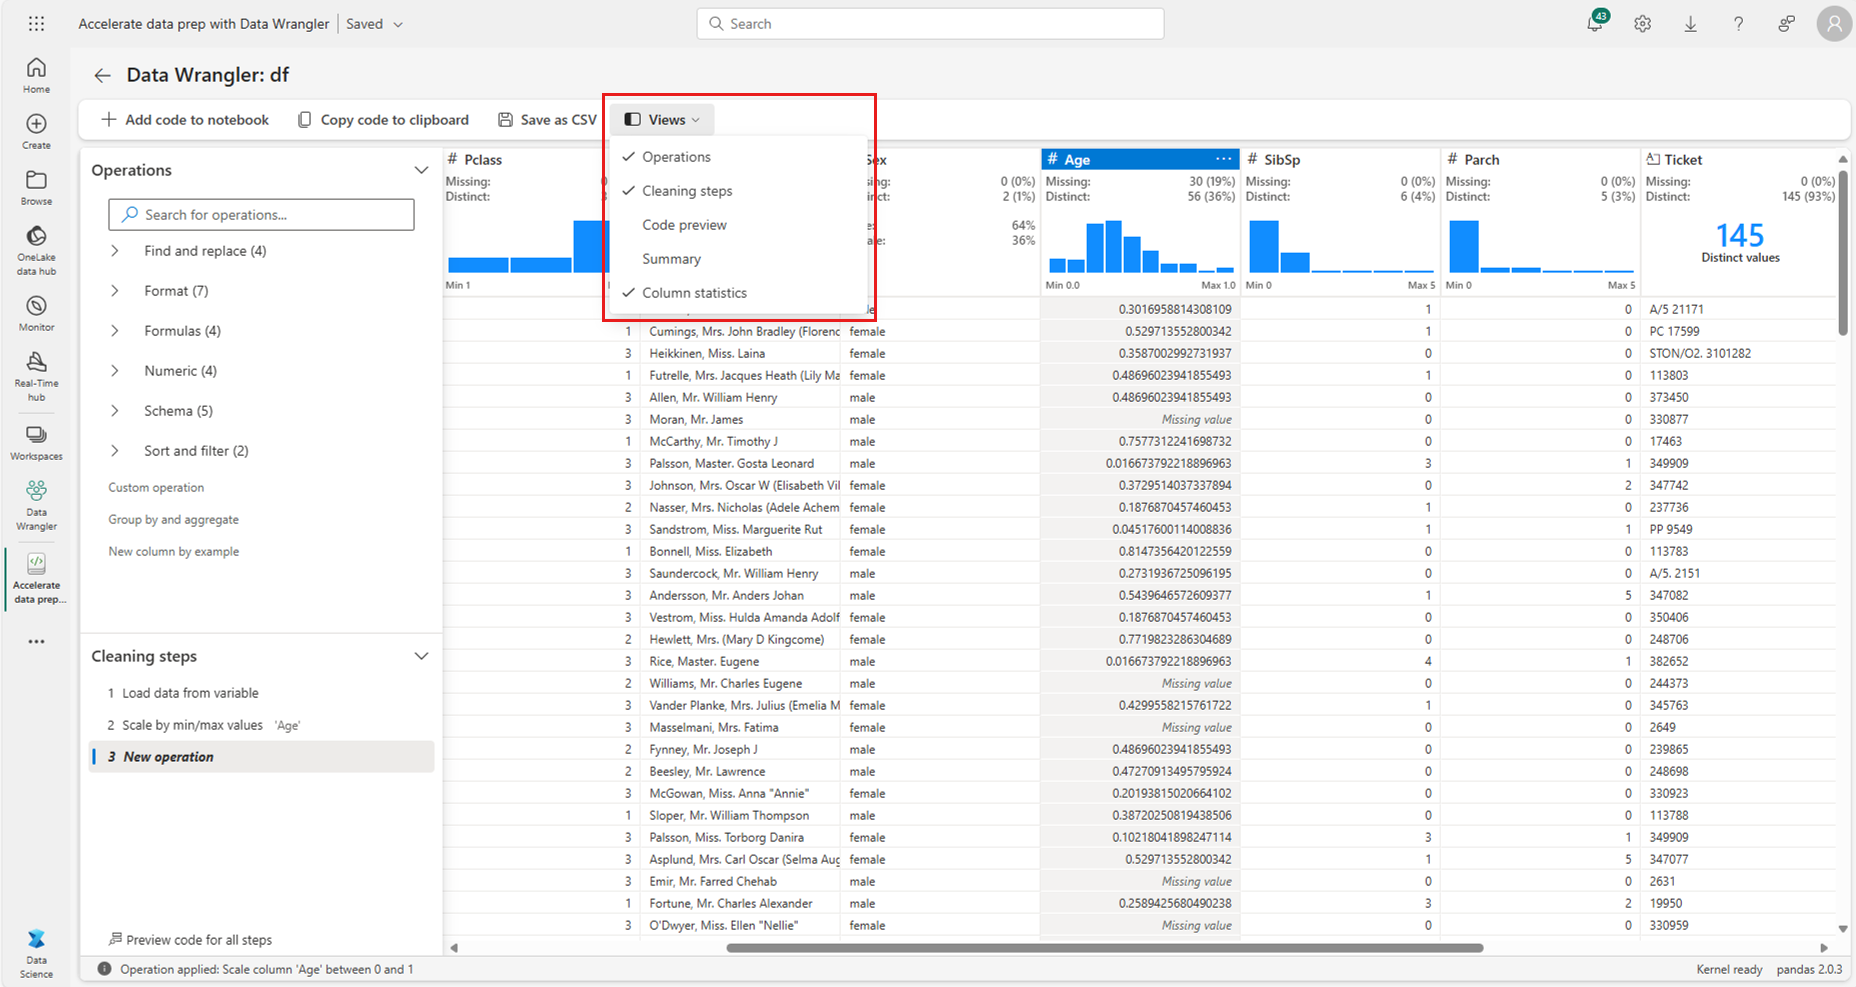 Accelerate data prep with Data Wrangler | Saved
Search
43
Home
Create
Browse
OneLake
data hub
Monitor
Real-Time
hub
Workspaces
Data
Wrangler
Accelerate
data prep...
Data
Science
Data Wrangler: df
Add code to notebook
Copy code to clipboard
Save as CSV
Views
Operations
Cleaning steps
Code preview
Summary
Column statistics
Operations
Search for operations...
Find and replace (4)
Format (7)
Formulas (4)
Numeric (4)
Schema (5)
Sort and filter (2)
Custom operation
Group by and aggregate
New column by example
Cleaning steps
1 Load data from variable
2 Scale by min/max values 'Age'
3 New operation
Preview code for all steps
# Pclass Sex # Age ... # SibSp # Parch Ticket
Missing: 0 (0%) Missing: 30 (19%) Missing: 0 (0%) Missing: 0 (0%) Missing: 0 (0%)
Distinct: 2 (1%) Distinct: 56 (36%) Distinct: 6 (4%) Distinct: 5 (3%) Distinct: 145 (93%)
64%
36%
145
Distinct values
Min 1 Min 0.0 Max 1.0 Min 0 Max 5 Min 0 Max 5
0.3016958814308109 1 0 A/5 21171
1 Cumings, Mrs. John Bradley (Florenc female 0.529713552800342 1 0 PC 17599
3 Heikkinen, Miss. Laina female 0.3587002992731937 0 0 STON/O2. 3101282
1 Futrelle, Mrs. Jacques Heath (Lily Ma female 0.48696023941855493 1 0 113803
3 Allen, Mr. William Henry male 0.48696023941855493 0 0 373450
3 Moran, Mr. James male Missing value 0 0 330877
1 McCarthy, Mr. Timothy J male 0.7577312241698732 0 0 17463
3 Palsson, Master. Gosta Leonard male 0.016673792218896963 3 1 349909
3 Johnson, Mrs. Oscar W (Elisabeth Vil female 0.3729514037337894 0 2 347742
2 Nasser, Mrs. Nicholas (Adele Achem female 0.1876870457460453 1 0 237736
3 Sandstrom, Miss. Marguerite Rut female 0.04517600114008836 1 1 PP 9549
1 Bonnell, Miss. Elizabeth female 0.8147356420122559 0 0 113783
3 Saundercock, Mr. William Henry male 0.2731936725096195 0 0 A/5. 2151
3 Andersson, Mr. Anders Johan male 0.5439646572609377 1 5 347082
3 Vestrom, Miss. Hulda Amanda Adolf female 0.1876870457460453 0 0 350406
2 Hewlett, Mrs. (Mary D Kingcome) female 0.7719823286304689 0 0 248706
3 Rice, Master. Eugene male 0.016673792218896963 4 1 382652
2 Williams, Mr. Charles Eugene male Missing value 0 0 244373
3 Vander Planke, Mrs. Julius (Emelia M female 0.4299558215761722 1 0 345763
3 Masselmani, Mrs. Fatima female Missing value 0 0 2649
2 Fynney, Mr. Joseph J male 0.48696023941855493 0 0 239865
2 Beesley, Mr. Lawrence male 0.47270913495795924 0 0 248698
3 McGowan, Miss. Anna "Annie" female 0.20193815020664102 0 0 330923
1 Sloper, Mr. William Thompson male 0.38720250819438506 0 0 113788
3 Palsson, Miss. Torborg Danira female 0.10218041898247114 3 1 349909
3 Asplund, Mrs. Carl Oscar (Selma Aug female 0.529713552800342 1 5 347077
3 Emir, Mr. Farred Chehab male Missing value 0 0 2631
1 Fortune, Mr. Charles Alexander male 0.2589425680490238 3 2 19950
3 O'Dwyer, Miss. Ellen "Nellie" female Missing value 0 0 330959
Operation applied: Scale column 'Age' between 0 and 1
Kernel ready pandas 2.0.3